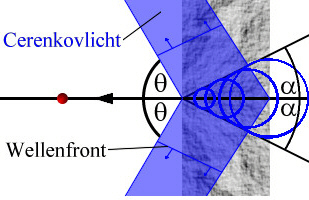 Cerenkovlicht
θ
θ
α
α
Wellenfront